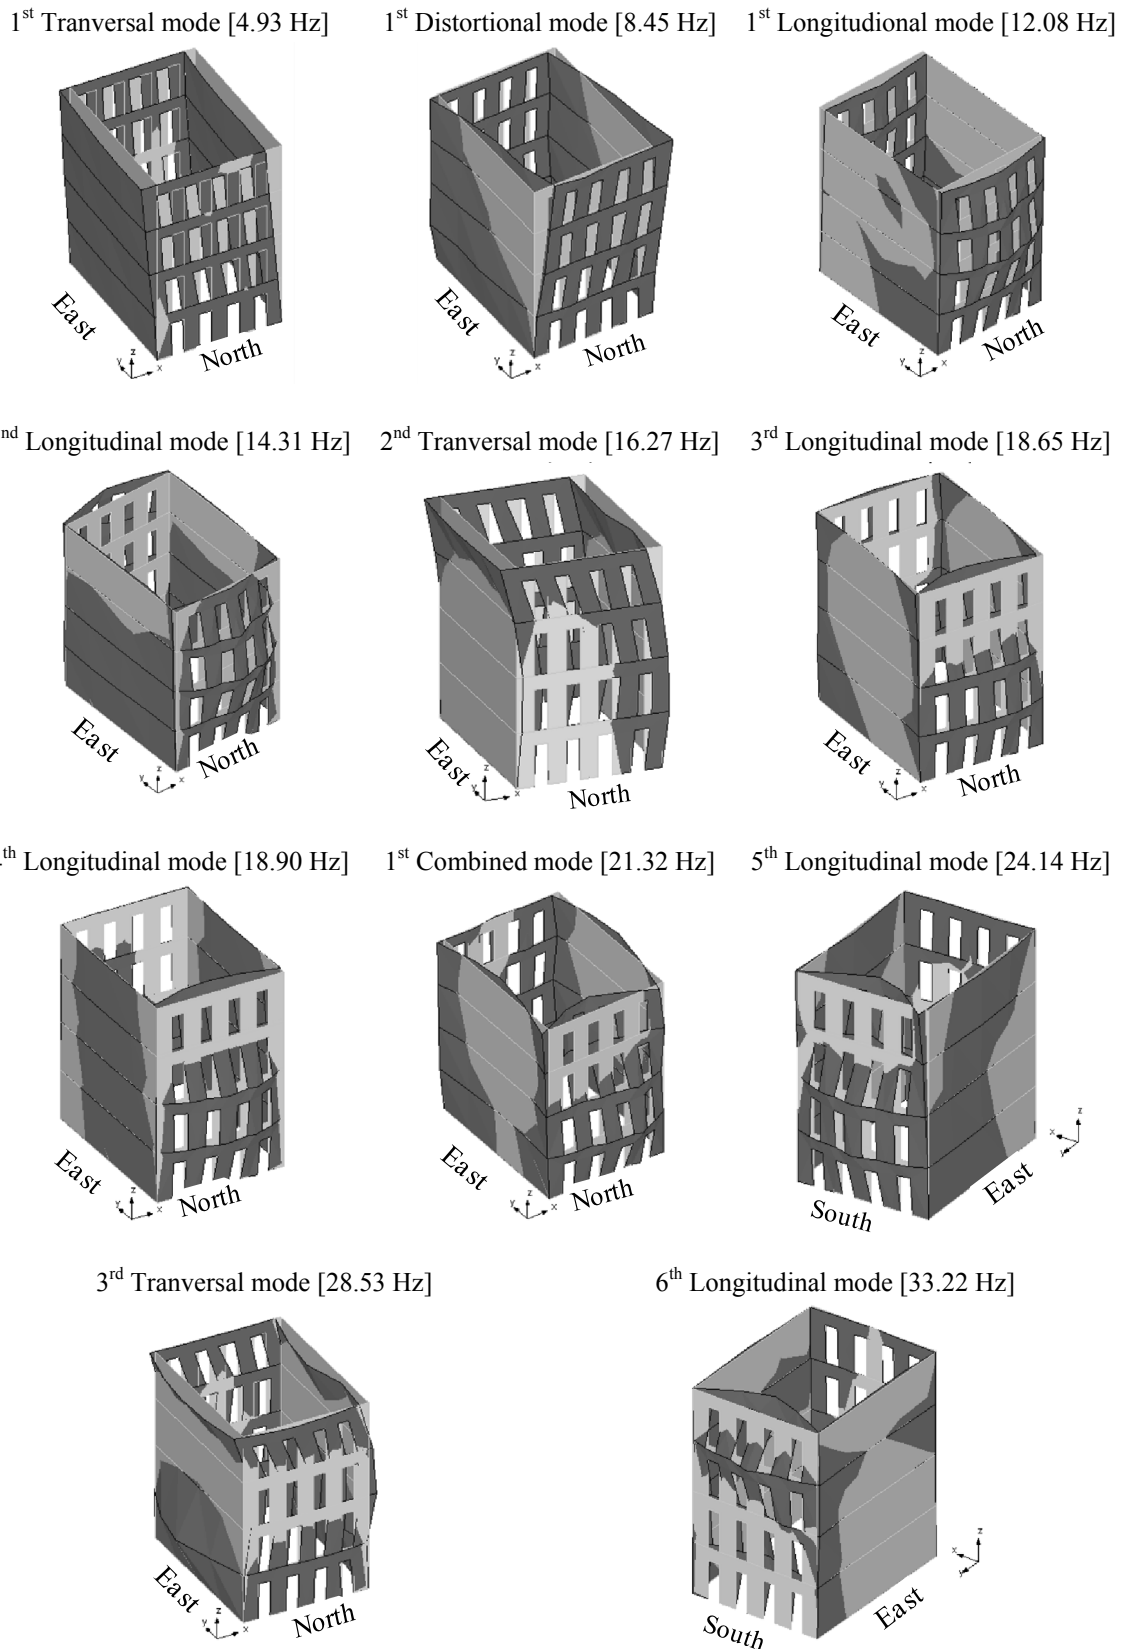 1st Tranversal mode [4.93 Hz] 1st Distortional mode [8.45 Hz] 1st Longitudional mode [12.08 Hz]
East North East North East North
y z x y z x y z x
nd Longitudinal mode [14.31 Hz] 2nd Tranversal mode [16.27 Hz] 3rd Longitudinal mode [18.65 Hz]
East North East North East North
y z x y z x y z x
th Longitudinal mode [18.90 Hz] 1st Combined mode [21.32 Hz] 5th Longitudinal mode [24.14 Hz]
East North East North South East
y z x y z x x y z
3rd Tranversal mode [28.53 Hz] 6th Longitudinal mode [33.22 Hz]
East North South East
y z x x y z